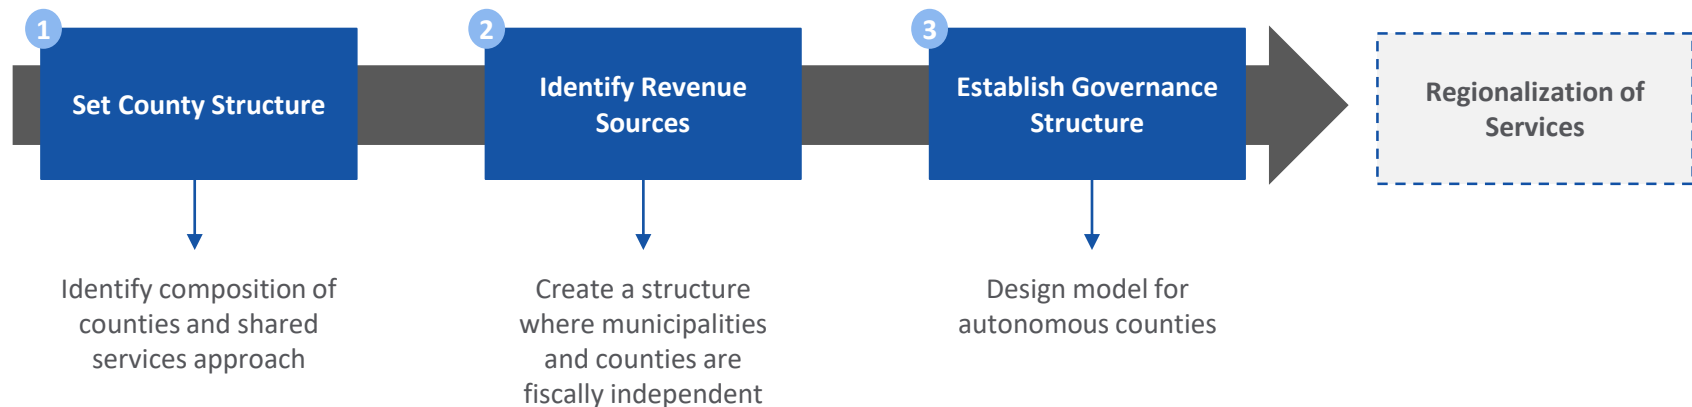 1
Set County Structure
Identify composition of
counties and shared
services approach
2
Identify Revenue
Sources
Create a structure
where municipalities
and counties are
fiscally independent
3
Establish Governance
Structure
Design model for
autonomous counties
Regionalization of
Services